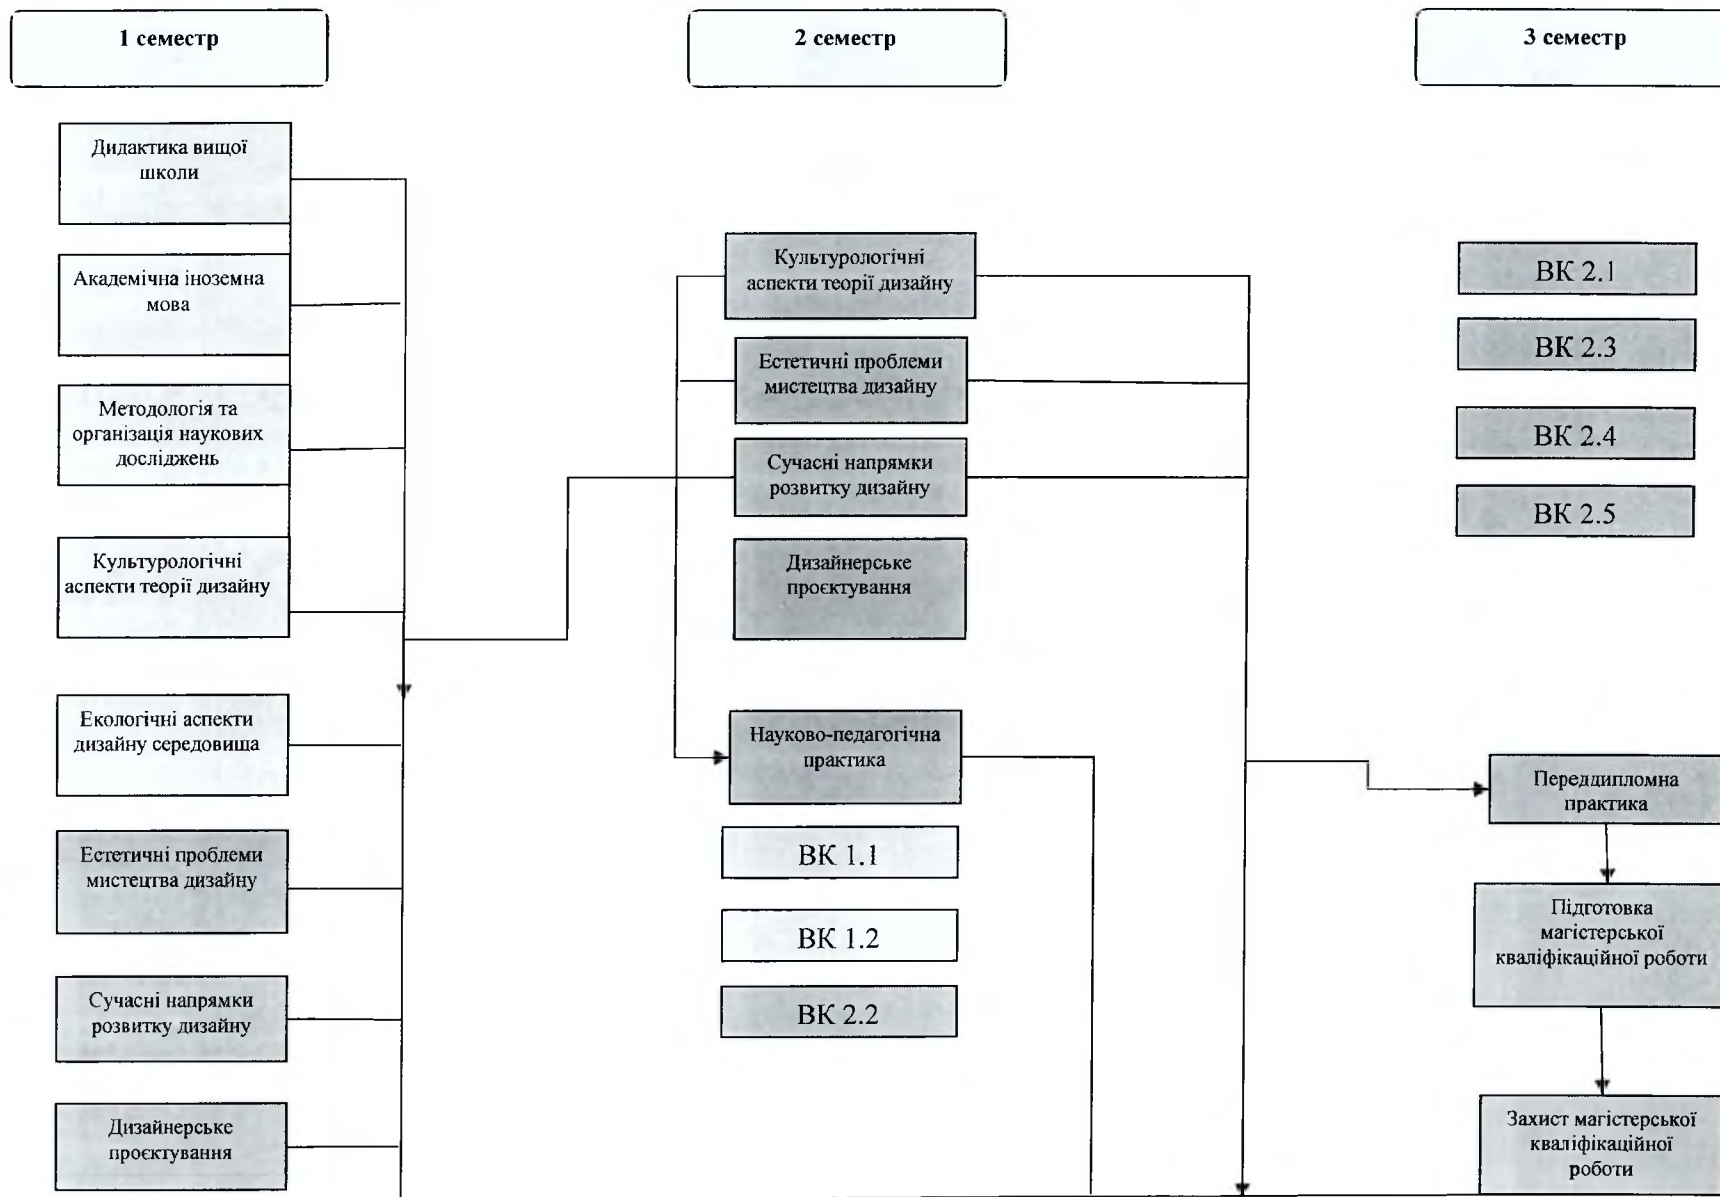 1 семестр
2 семестр
3 семестр
Дидактика вищої
школи
Академічна іноземна
мова
Методологія та
організація наукових
досліджень
Культурологічні
аспекти теорії дизайну
Екологічні аспекти
дизайну середовища
Естетичні проблеми
мистецтва дизайну
Сучасні напрямки
розвитку дизайну
Дизайнерське
проєктування
Культурологічні
аспекти теорії дизайну
Естетичні проблеми
мистецтва дизайну
Сучасні напрямки
розвитку дизайну
Дизайнерське
проєктування
Науково-педагогічна
практика
ВК 1.1
ВК 1.2
ВК 2.2
ВК 2.1
ВК 2.3
ВК 2.4
ВК 2.5
Переддипломна
практика
Підготовка
магістерської
кваліфікаційної роботи
Захист магістерської
кваліфікаційної
роботи